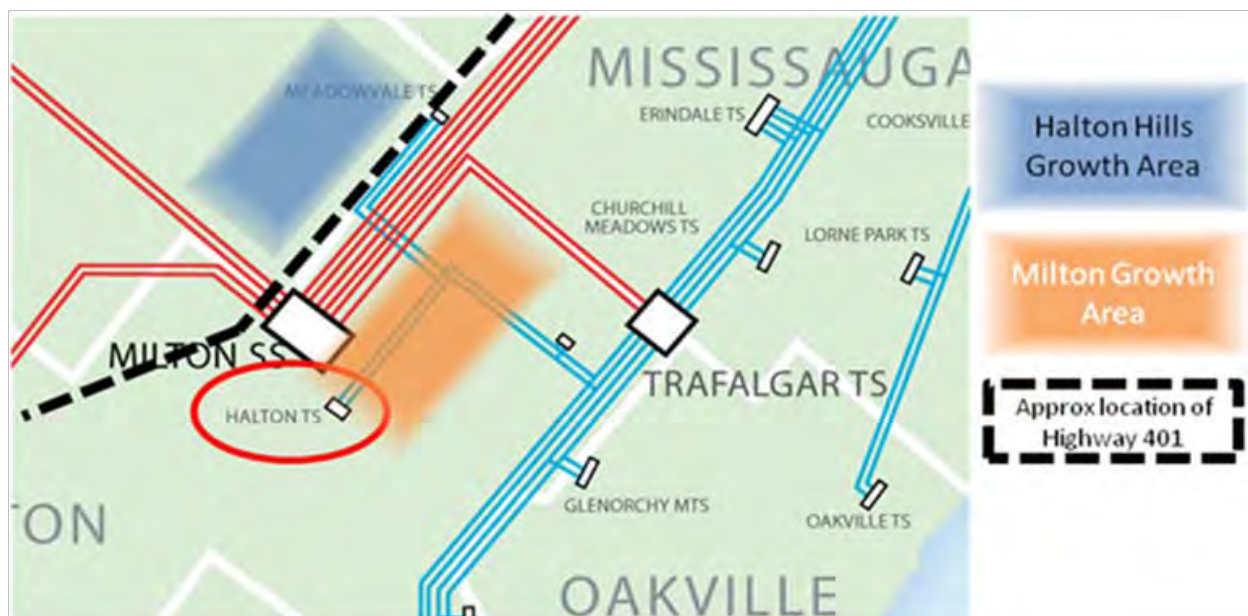 MISSISSAUGA
MEADOWVALE TS
ERINDALE TS
COOKSVILLE
Halton Hills
Growth Area
CHURCHILL
MEADOWS TS
LORNE PARK TS
Milton Growth
Area
MILTON SS
TRAFALGAR TS
HALTON TS
Approx location of
Highway 401
GLENORCHY MTS
OAKVILLE TS
TON
OAKVILLE